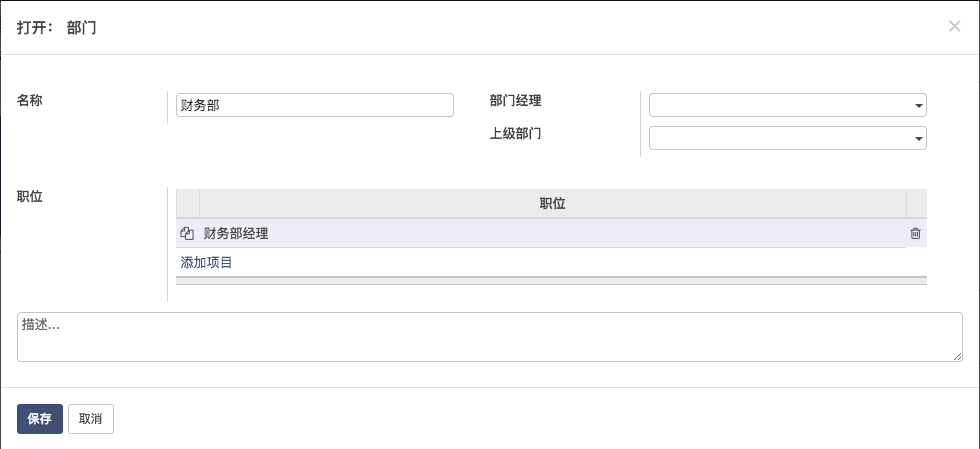 打开： 部门
名称
财务部
部门经理
上级部门
职位
职位
财务部经理
添加项目
描述...
保存
取消